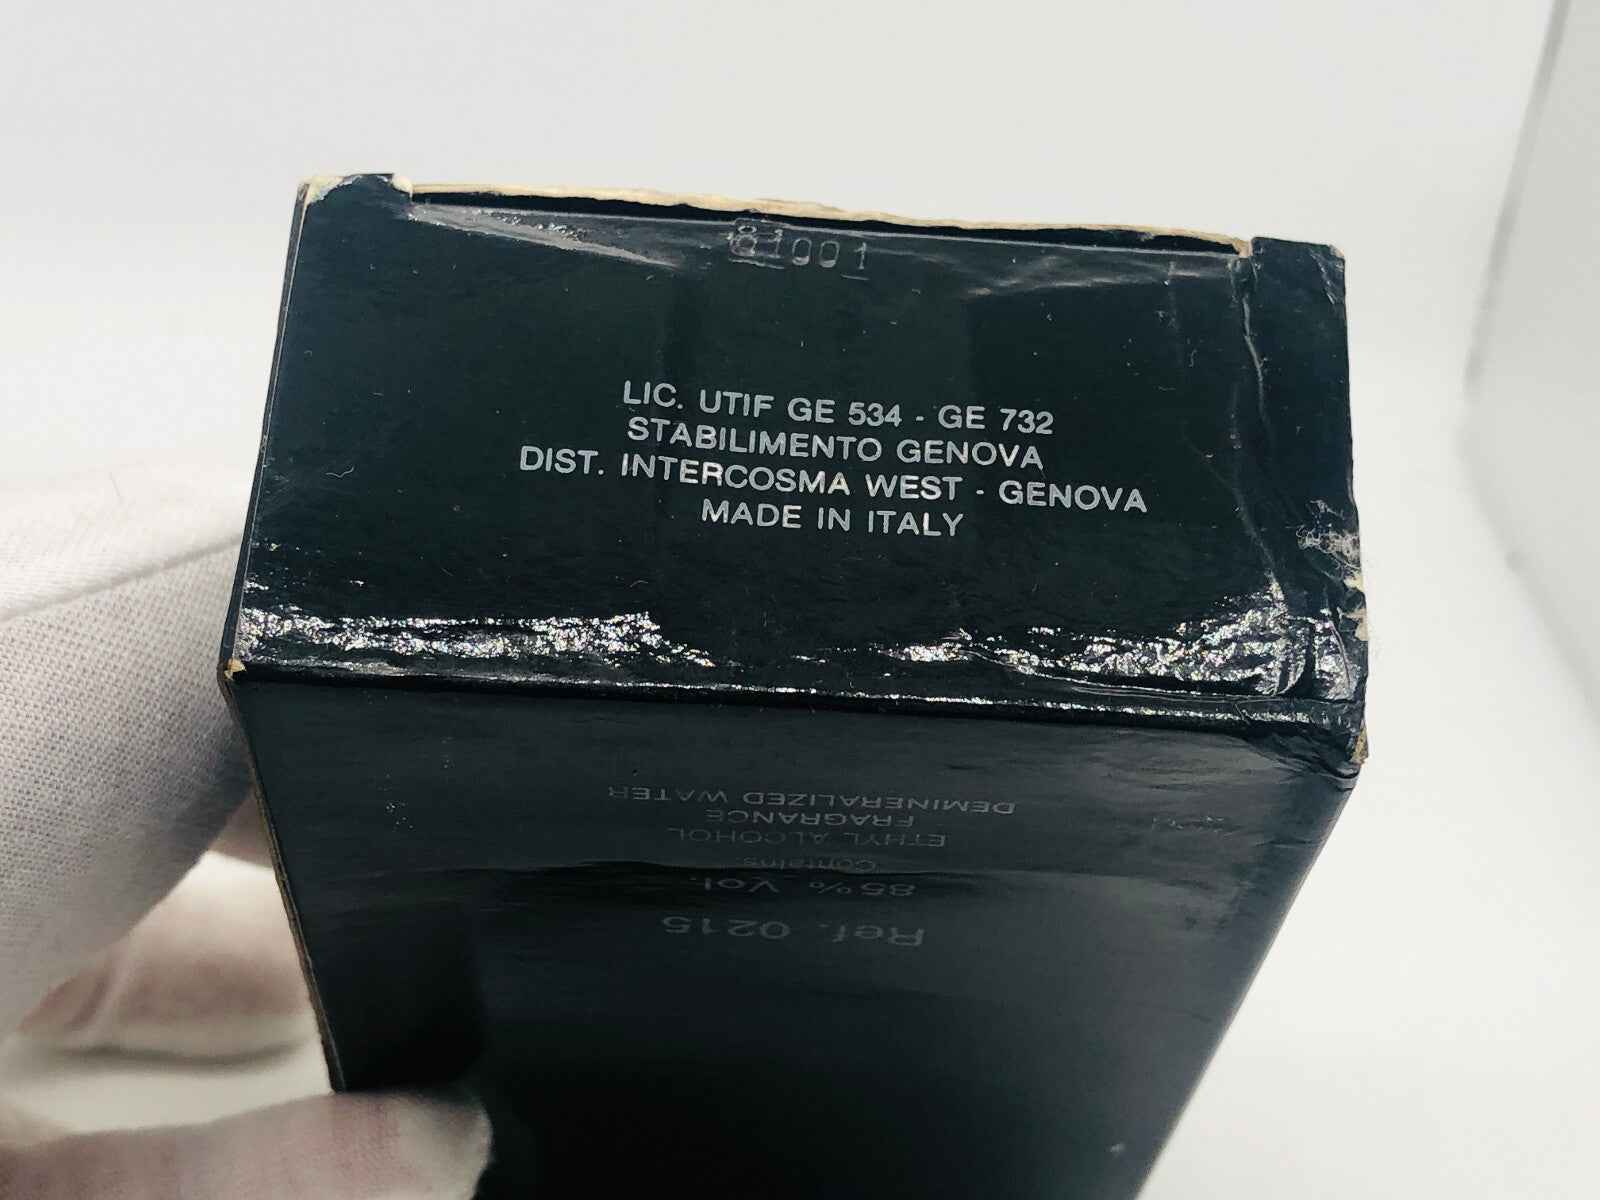 81001
LIC. UTIF GE 534 - GE 732
STABILIMENTO GENOVA
DIST. INTERCOSMA WEST - GENOVA
MADE IN ITALY
Ref. 0215
85% Vol.
Contains
ETHYL ALCOHOL
FRAGRANCE
DEMINERALIZED WATER